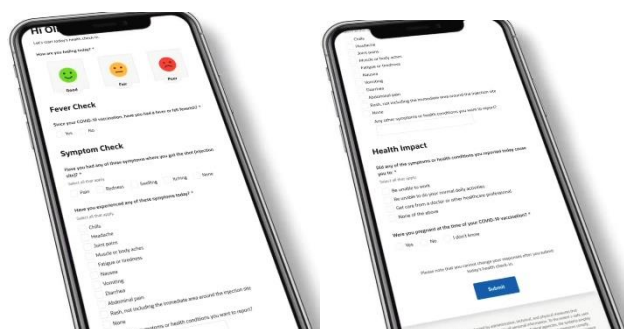 Hi Ol
Let's start today's health check-in.
How are you feeling today? *
Good
Fair
Poor
Fever Check
Since your COVID-19 vaccination, have you had a fever or felt feverish? *
Yes No
Symptom Check
Have you had any of these symptoms where you got the shot (injection
site)? *
Select all that apply
Pain Redness Swelling Itching None
Have you experienced any of these symptoms today? *
Select all that apply
Chills
Headache
Joint pains
Muscle or body aches
Fatigue or tiredness
Nausea
Vomiting
Diarrhea
Abdominal pain
Rash, not including the immediate area around the injection site
None
symptoms or health conditions you want to report?
Chills
Headache
Joint pains
Muscle or body aches
Fatigue or tiredness
Nausea
Vomiting
Diarrhea
Abdominal pain
Rash, not including the immediate area around the injection site
None
Any other symptoms or health conditions you want to report?
Health Impact
Did any of the symptoms or health conditions you reported today cause
you to: *
Select all that apply
Be unable to work
Be unable to do your normal daily activities
Get care from a doctor or other healthcare professional
None of the above
Were you pregnant at the time of your COVID-19 vaccination? *
Yes No I don't know
Please note that you cannot change your responses after you submit
today's health check-in.
Submit